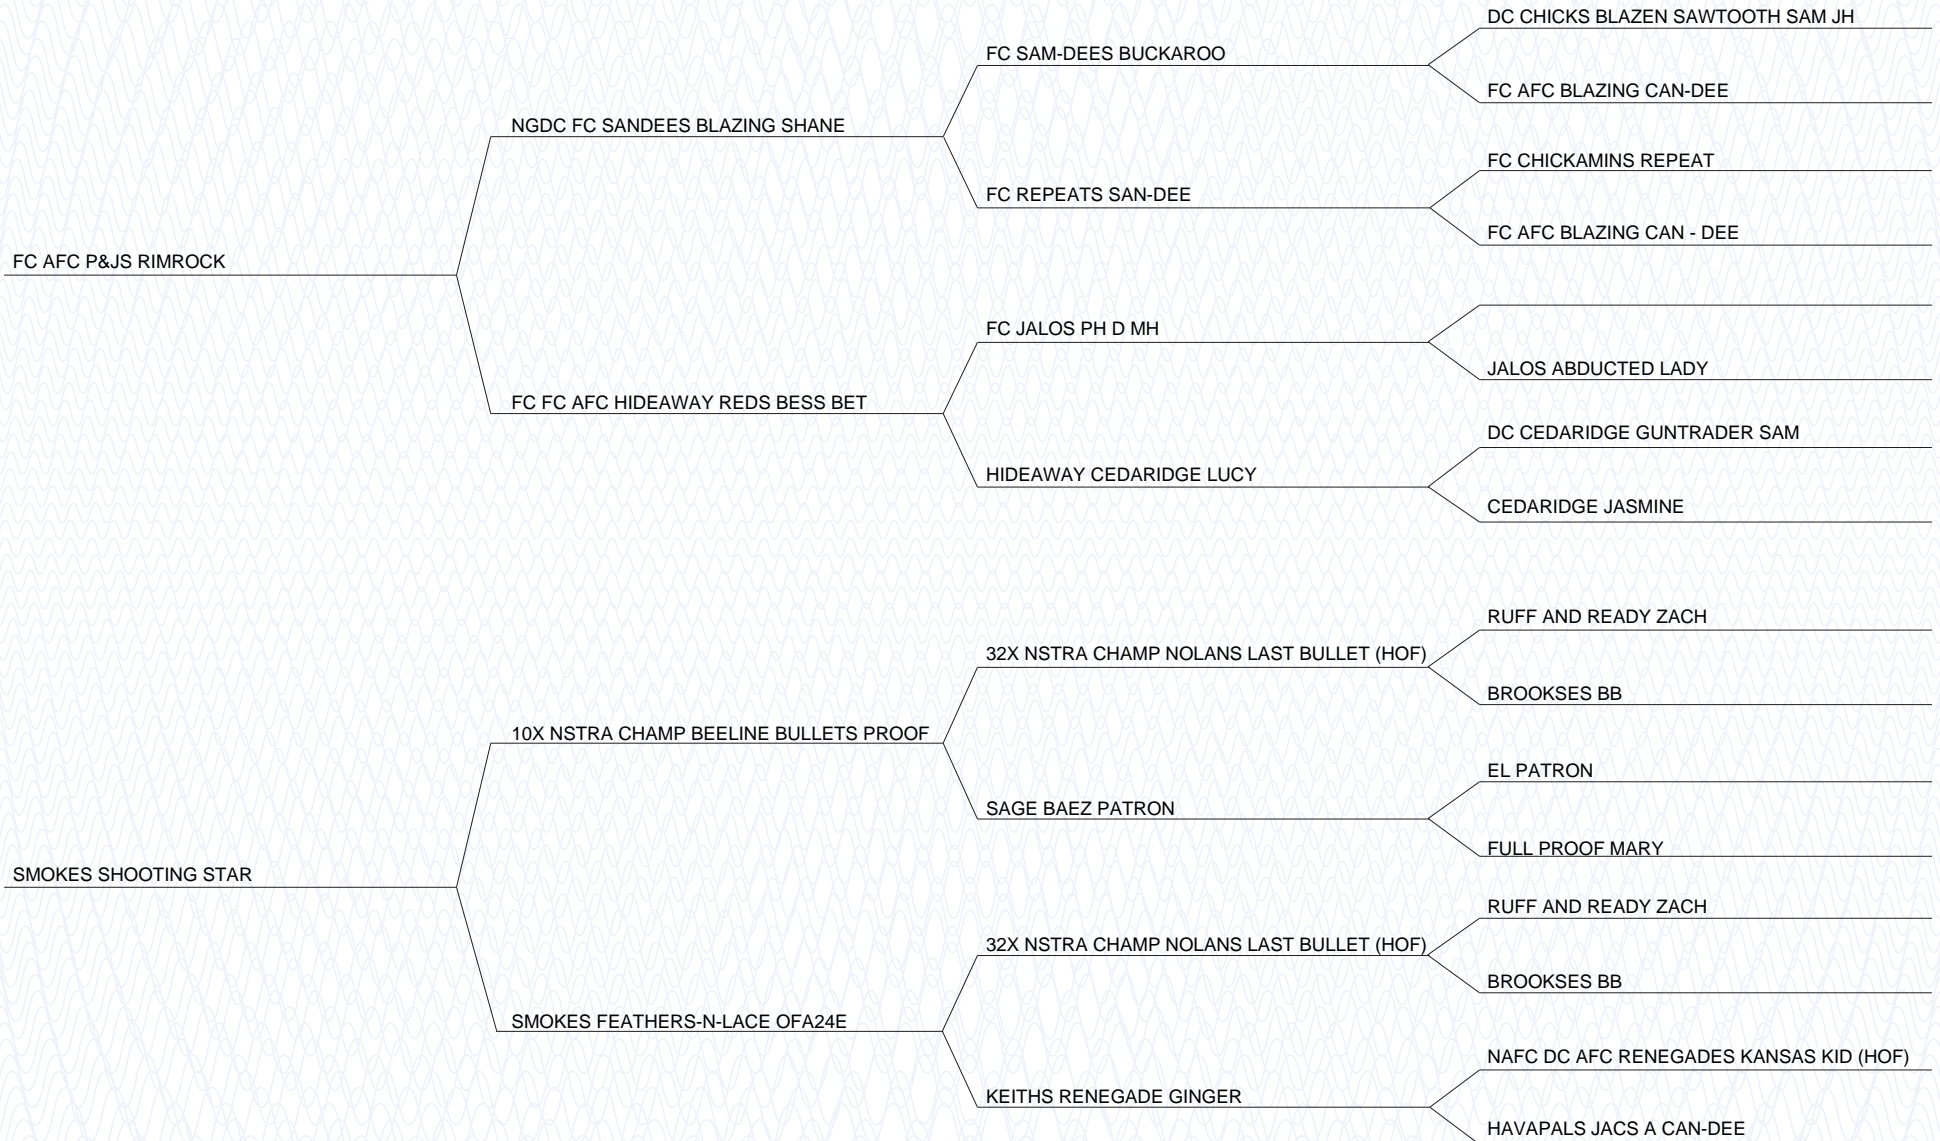 DC CHICKS BLAZEN SAWTOOTH SAM JH
FC SAM-DEES BUCKAROO
FC AFC BLAZING CAN-DEE
NGDC FC SANDEES BLAZING SHANE
FC CHICKAMINS REPEAT
FC REPEATS SAN-DEE
FC AFC BLAZING CAN - DEE
FC AFC P&JS RIMROCK
FC JALOS PH D MH
JALOS ABDUCTED LADY
FC FC AFC HIDEAWAY REDS BESS BET
DC CEDARIDGE GUNTRADER SAM
HIDEAWAY CEDARIDGE LUCY
CEDARIDGE JASMINE
RUFF AND READY ZACH
32X NSTRA CHAMP NOLANS LAST BULLET (HOF)
BROOKSES BB
10X NSTRA CHAMP BEELINE BULLETS PROOF
EL PATRON
SAGE BAEZ PATRON
FULL PROOF MARY
SMOKES SHOOTING STAR
RUFF AND READY ZACH
32X NSTRA CHAMP NOLANS LAST BULLET (HOF)
BROOKSES BB
SMOKES FEATHERS-N-LACE OFA24E
NAFC DC AFC RENEGADES KANSAS KID (HOF)
KEITHS RENEGADE GINGER
HAVAPALS JACS A CAN-DEE